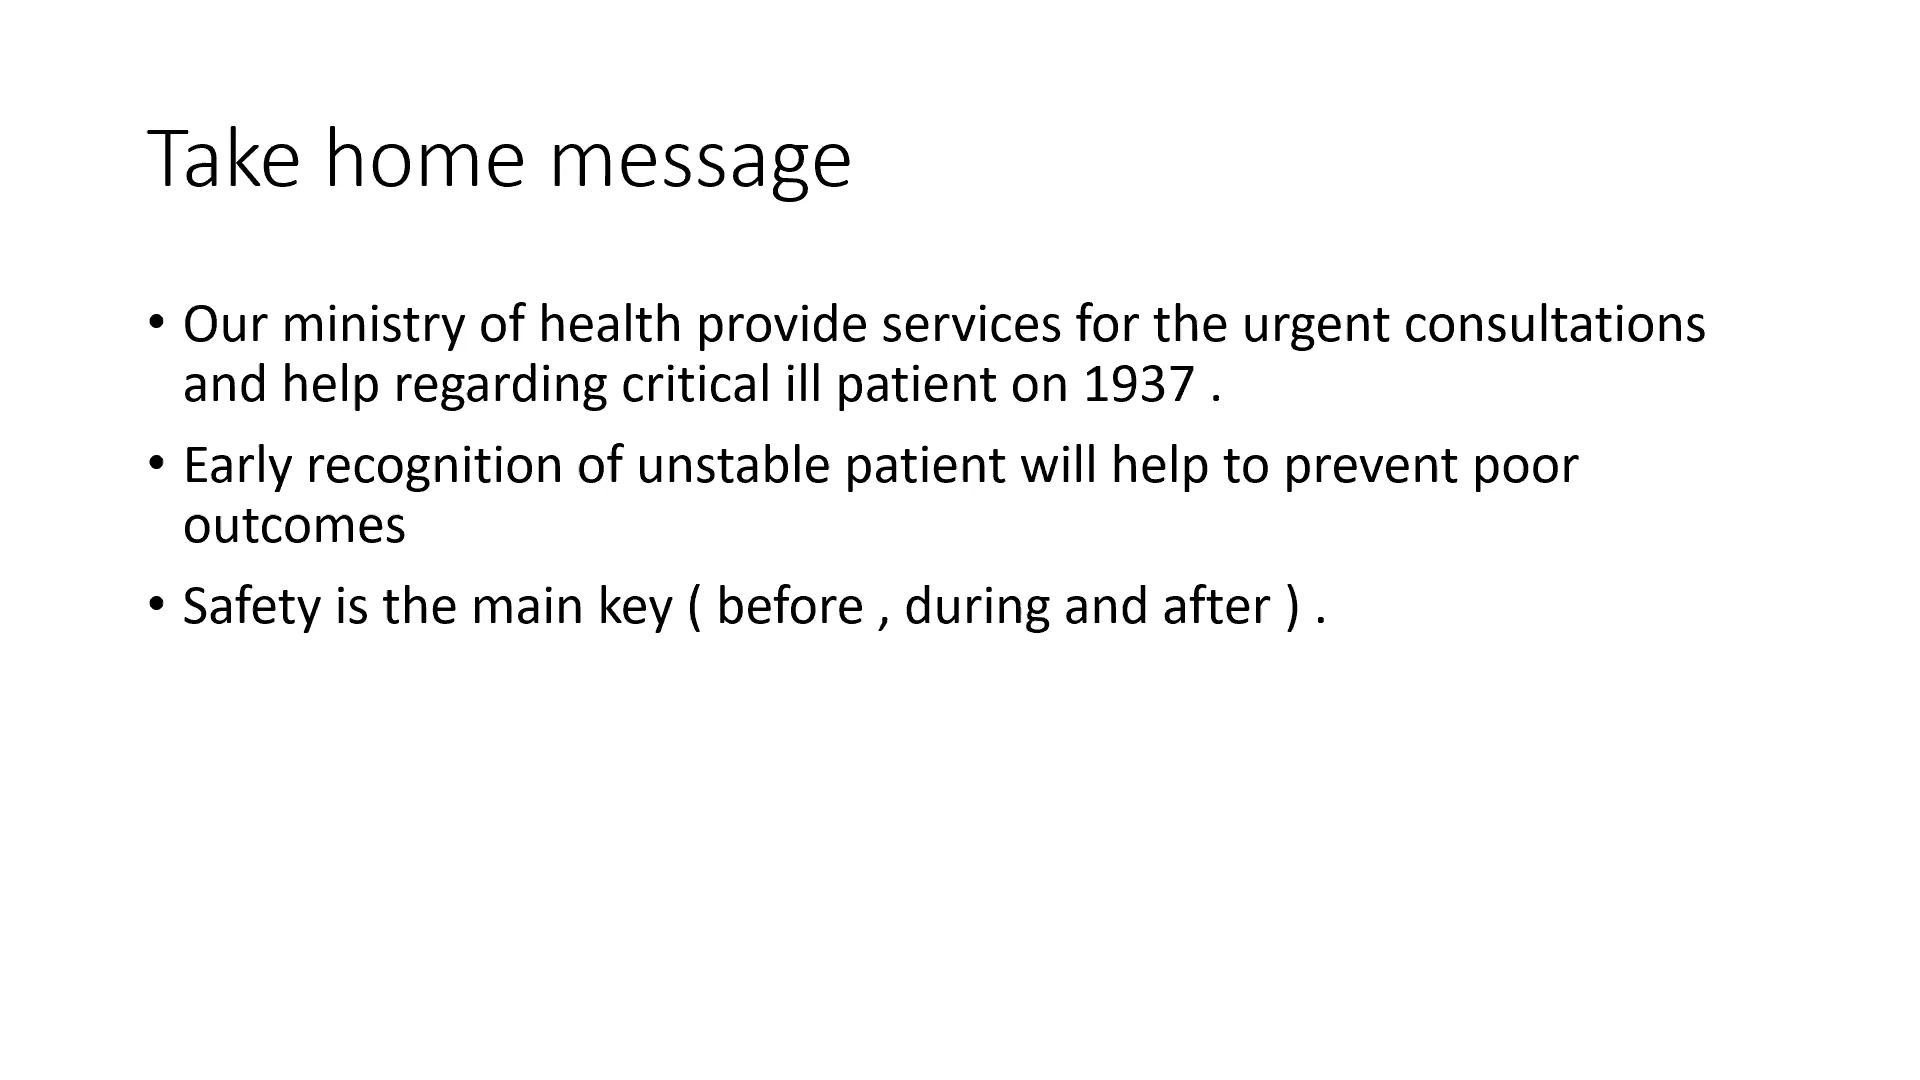 Take home message
• Our ministry of health provide services for the urgent consultations
and help regarding critical ill patient on 1937 .
• Early recognition of unstable patient will help to prevent poor
outcomes
• Safety is the main key ( before , during and after ) .